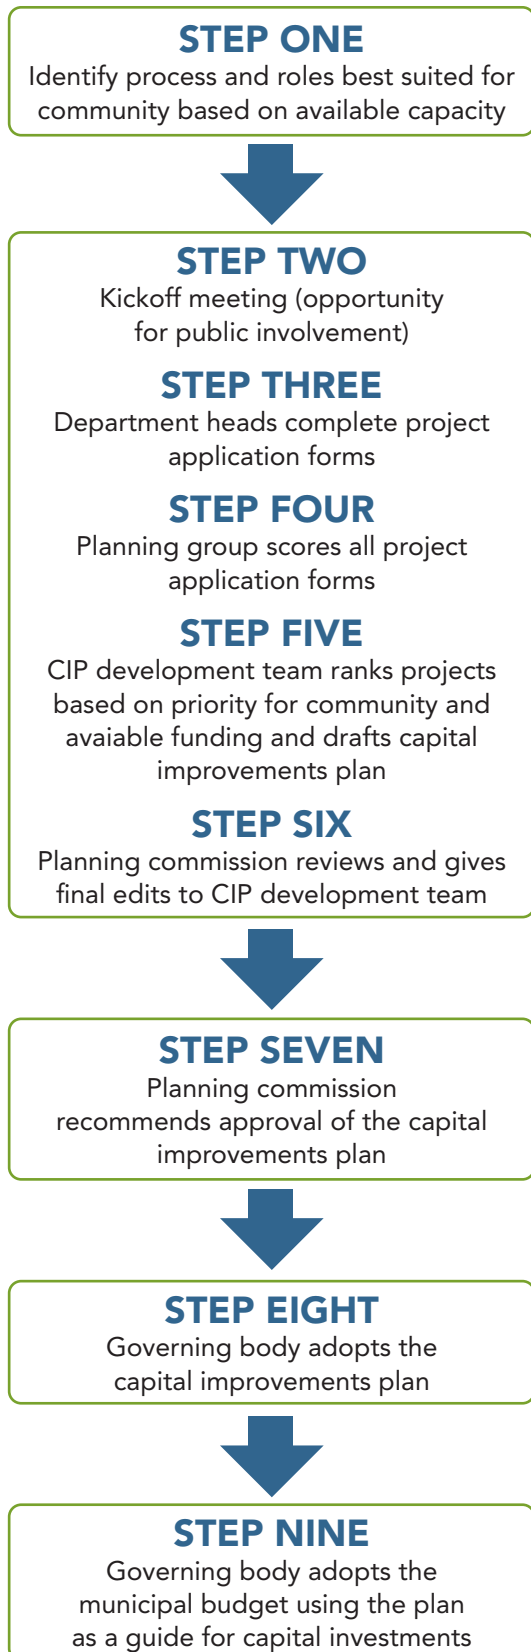 STEP ONE
Identify process and roles best suited for
community based on available capacity
STEP TWO
Kickoff meeting (opportunity
for public involvement)
STEP THREE
Department heads complete project
application forms
STEP FOUR
Planning group scores all project
application forms
STEP FIVE
CIP development team ranks projects
based on priority for community and
avaiable funding and drafts capital
improvements plan
STEP SIX
Planning commission reviews and gives
final edits to CIP development team
STEP SEVEN
Planning commission
recommends approval of the capital
improvements plan
STEP EIGHT
Governing body adopts the
capital improvements plan
STEP NINE
Governing body adopts the
municipal budget using the plan
as a guide for capital investments